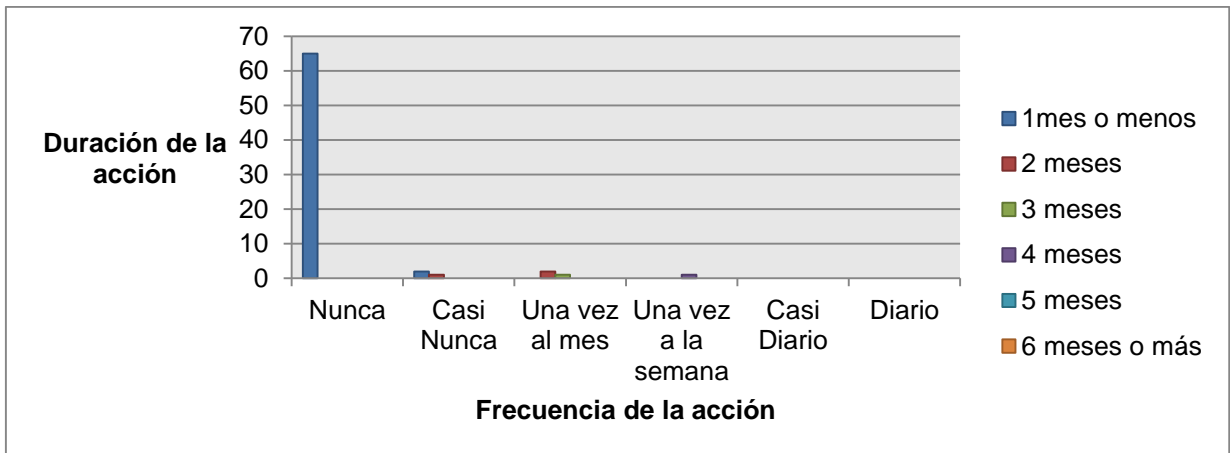 70
60
50
40
30
20
10
0
Duración de la
acción
Nunca
Casi
Nunca
Una vez
al mes
Una vez
a la
semana
Casi
Diario
Diario
Frecuencia de la acción
1mes o menos
2 meses
3 meses
4 meses
5 meses
6 meses o más